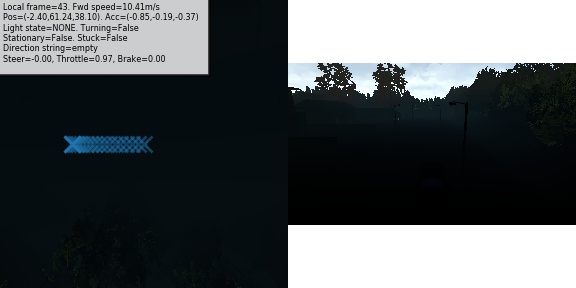 Local frame=43. Fwd speed=10.41m/s
Pos=(-2.40,61.24,38.10). Acc=(-0.85,-0.19,-0.37)
Light state=NONE. Turning=False
Stationary=False. Stuck=False
Direction string=empty
Steer=-0.00, Throttle=0.97, Brake=0.00